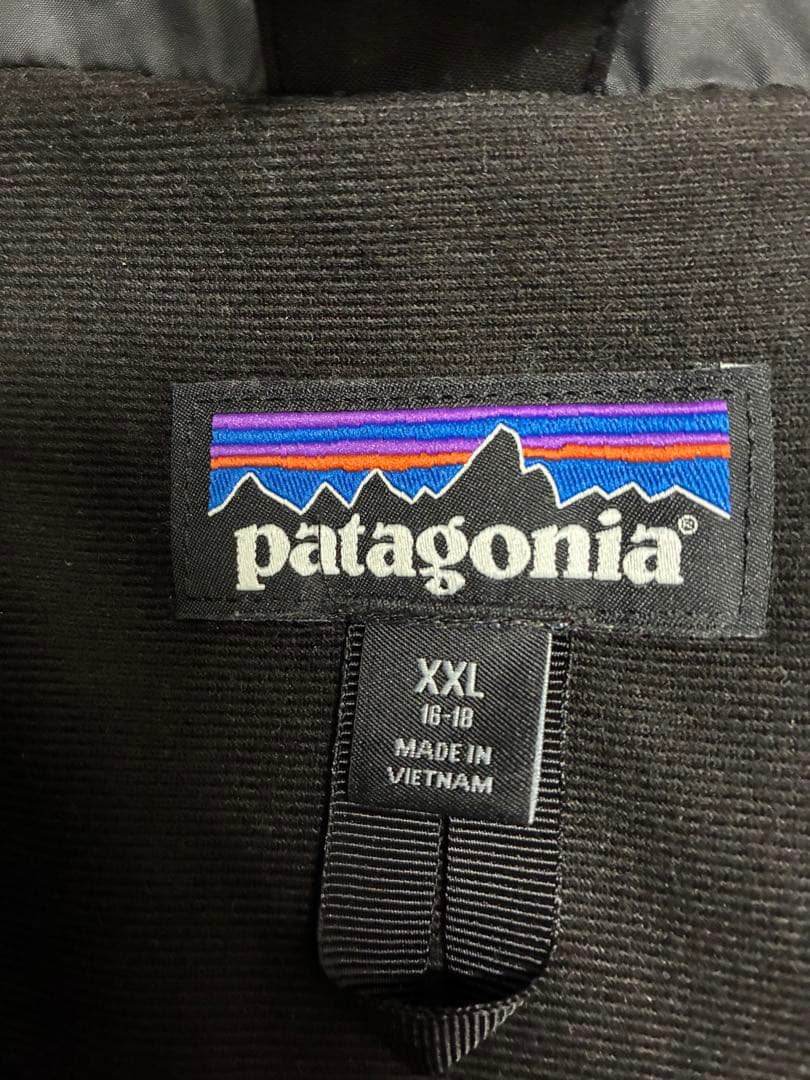 patagonia®
XXL
16-18
MADE IN
VIETNAM